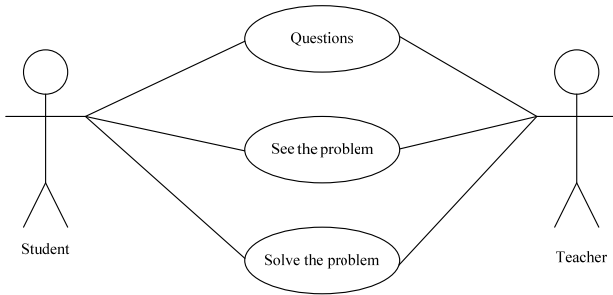 Questions
See the problem
Solve the problem
Student
Teacher